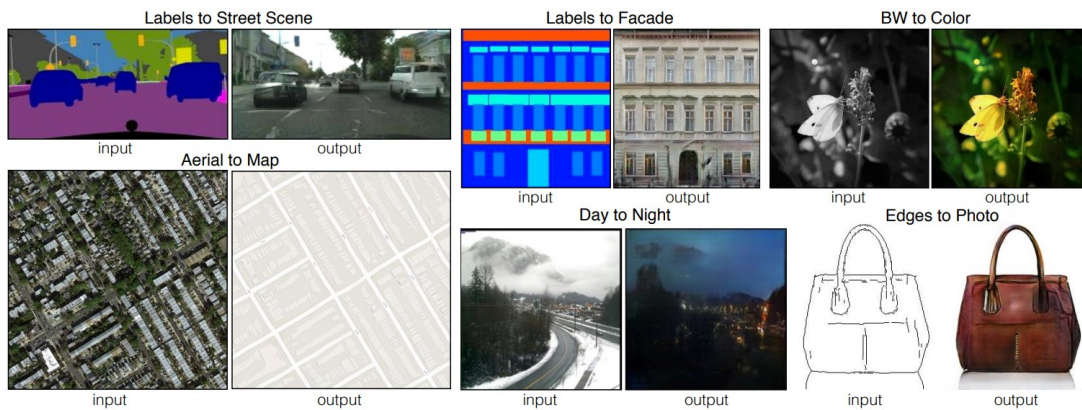 Labels to Street Scene
input
output
Aerial to Map
input
output
Labels to Facade
input
output
BW to Color
input
output
Day to Night
input
output
Edges to Photo
input
output